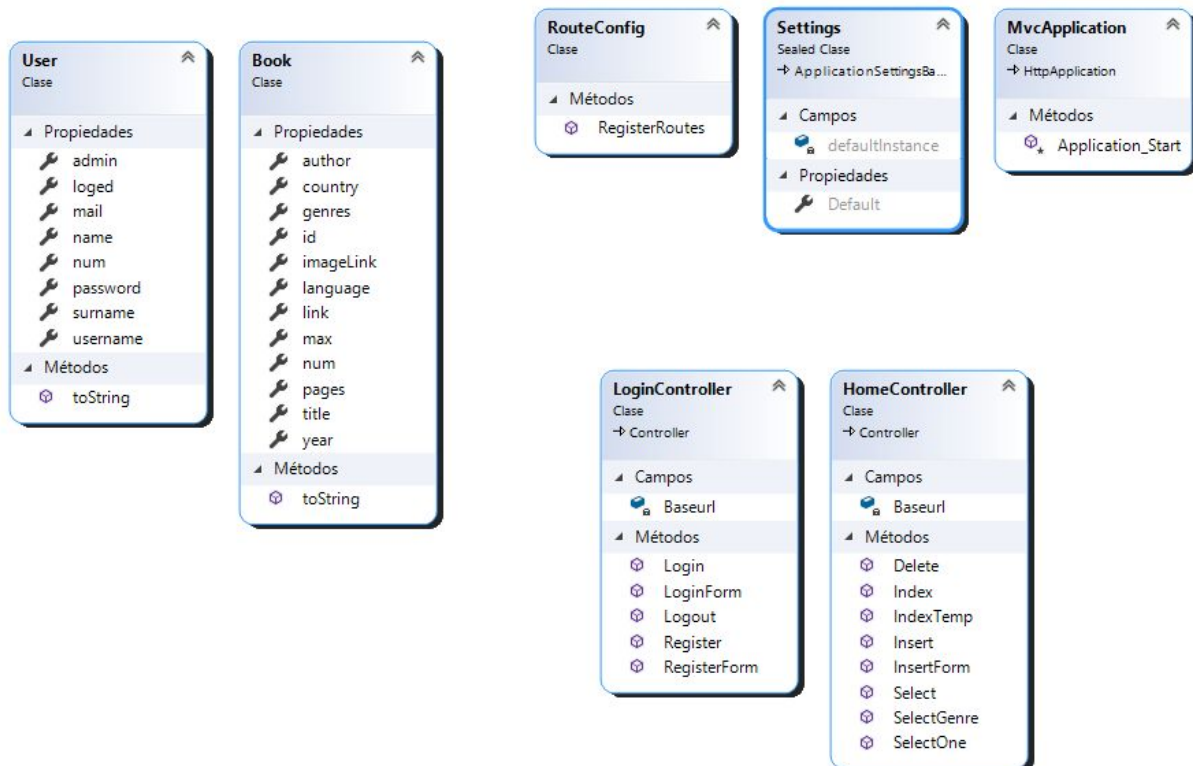 User
Clase
Propiedades
admin
loged
mail
name
num
password
surname
username
Métodos
toString
Book
Clase
Propiedades
author
country
genres
id
imageLink
language
link
max
num
pages
title
year
Métodos
toString
RouteConfig
Clase
Métodos
RegisterRoutes
Settings
Sealed Clase
ApplicationSettingsBa...
Campos
defaultInstance
Propiedades
Default
MvcApplication
Clase
HttpApplication
Métodos
Application_Start
LoginController
Clase
Controller
Campos
Baseurl
Métodos
Login
LoginForm
Logout
Register
RegisterForm
HomeController
Clase
Controller
Campos
Baseurl
Métodos
Delete
Index
IndexTemp
Insert
InsertForm
Select
SelectGenre
SelectOne